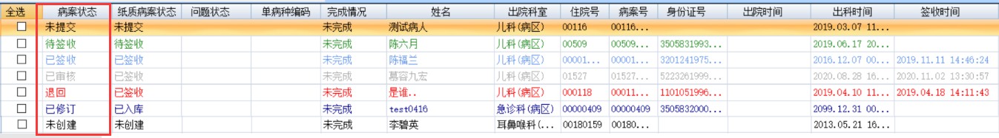 全选 病案状态 纸质病案状态 问题状态 单病种编码 完成情况 姓名 出院科室 住院号 病案号 身份证号 出院时间 出科时间 签收时间
未提交 未提交 未完成 测试病人 儿科(病区) 00116 00116... 2019.03.07 11...
待签收 待签收 未完成 陈六月 儿科(病区) 00509 00509... 3505831993... 2019.06.17 20...
已签收 已签收 未完成 陈福兰 儿科(病区) 00001... 00001... 3201241975... 2016.12.07 00... 2019.11.11 14:46:24
已审核 已签收 未完成 慕容九宏 儿科(病区) 01527 01527... 5223261999... 2020.08.28 16... 2020.11.02 13:30:57
退回 已签收 未完成 是谁.. 儿科(病区) 000118 00011... 1101051996... 2019.04.10 11... 2019.04.18 14:11:43
已修订 已入库 未完成 test0416 急诊科(病区) 00000409 00000409 3505832000... 2099.12.31 00...
未创建 未创建 未完成 李碧英 耳鼻喉科(... 00180159 00180... 2013.05.21 16...